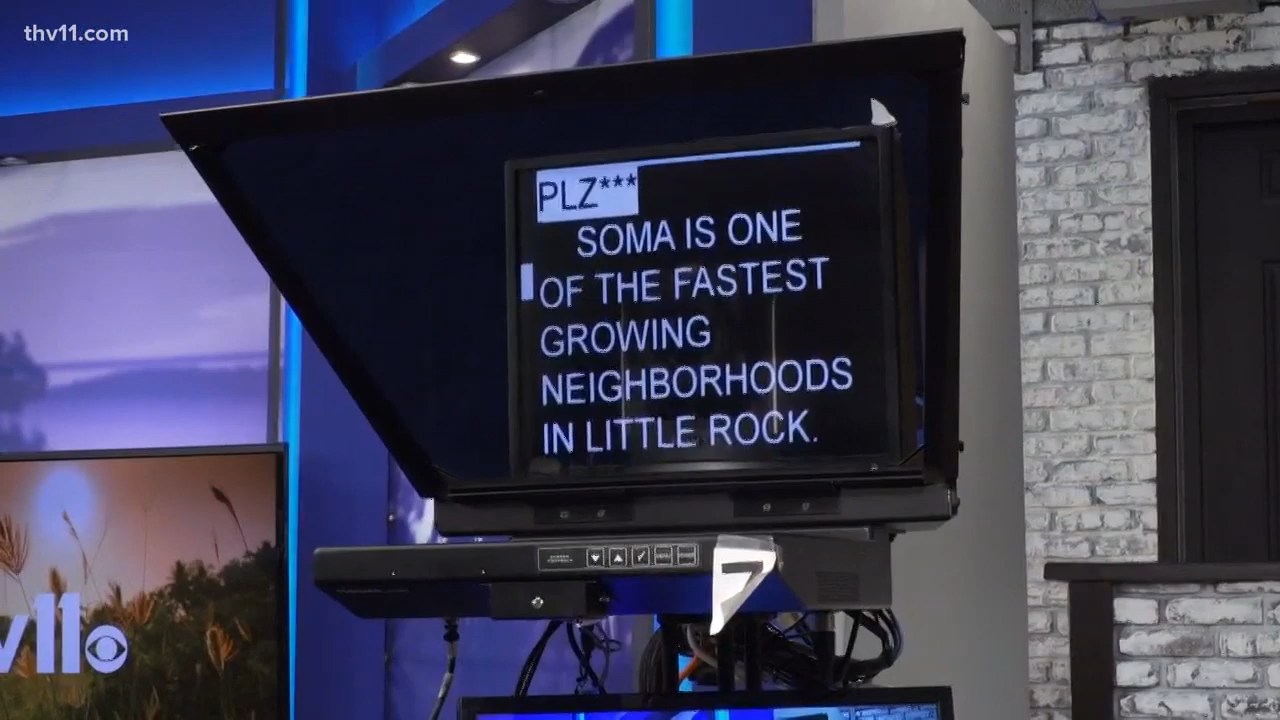 thv11.com
PLZ***
SOMA IS ONE
OF THE FASTEST
GROWING
NEIGHBORHOODS
IN LITTLE ROCK.
v11